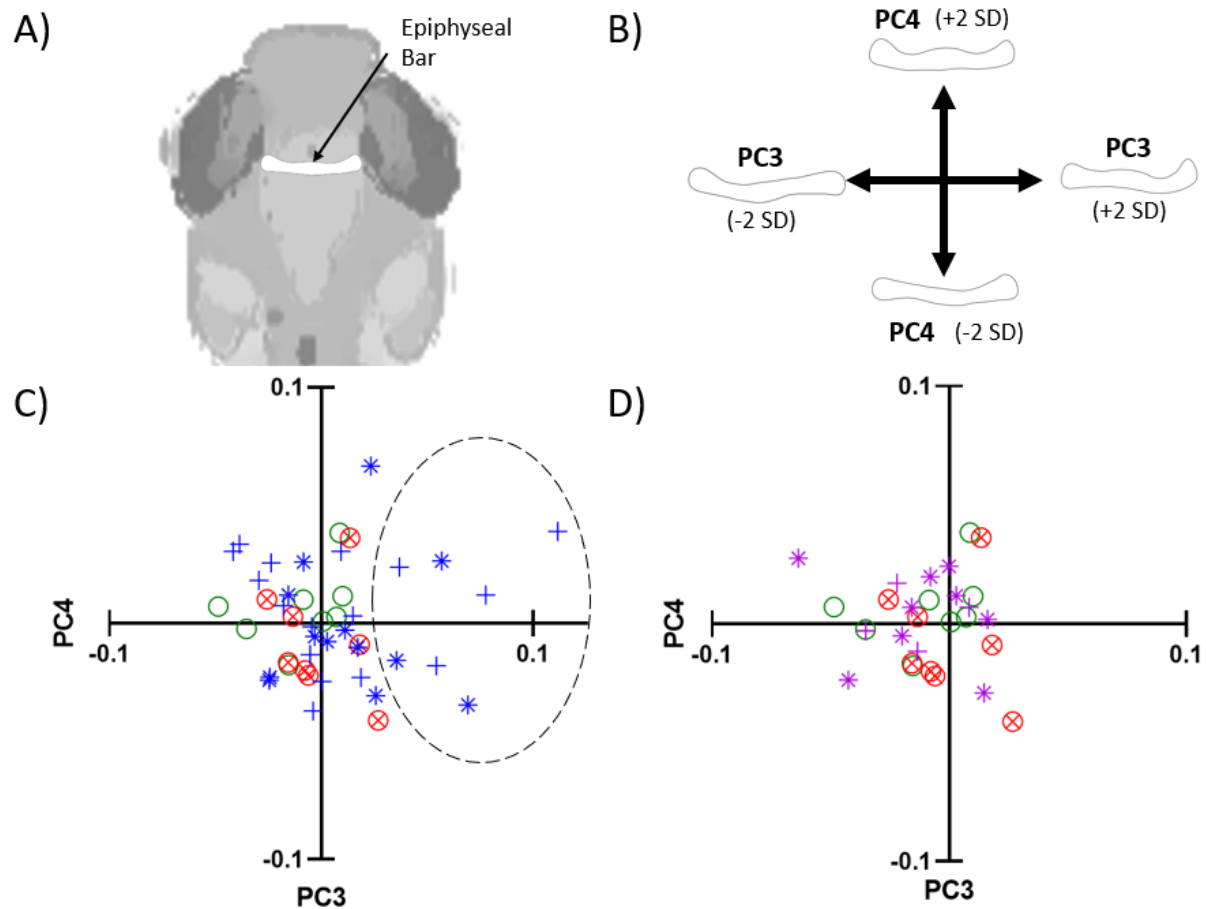 A)
Epiphyseal
Bar
B)
PC4 (+2 SD)
PC3
(-2 SD)
PC3
(+2 SD)
PC4 (-2 SD)
C)
0.1
PC4
-0.1
0.1
-0.1
PC3
D)
0.1
PC4
-0.1
0.1
-0.1
PC3